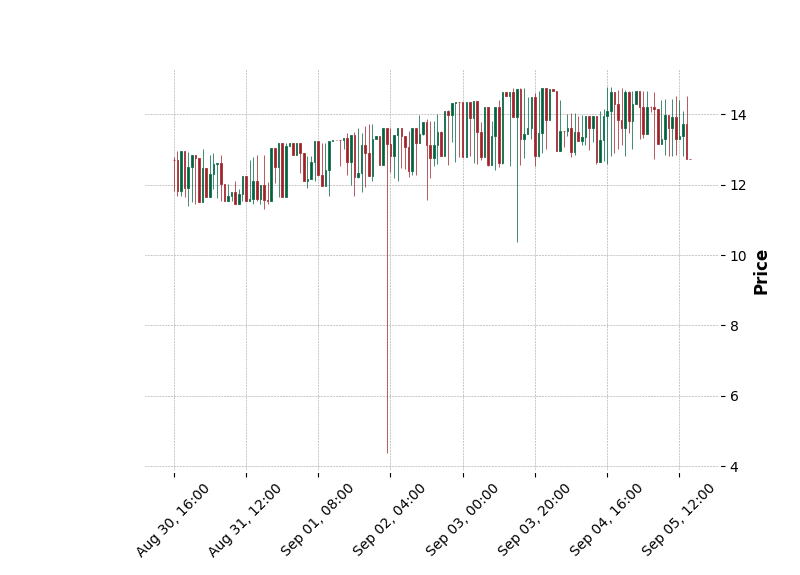 14
12
10
8
6
4
Price
Aug 30, 16:00
Aug 31, 12:00
Sep 01, 08:00
Sep 02, 04:00
Sep 03, 00:00
Sep 03, 20:00
Sep 04, 16:00
Sep 05, 12:00